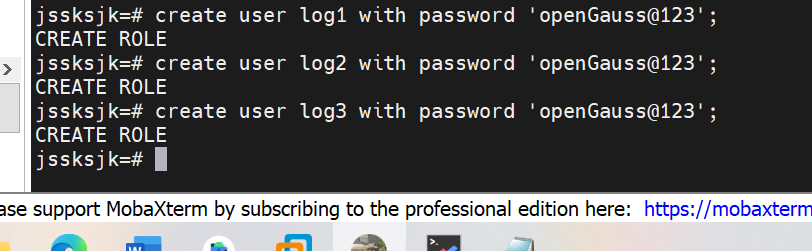 jssksjk=# create user log1 with password 'openGauss@123';
CREATE ROLE
jssksjk=# create user log2 with password 'openGauss@123';
CREATE ROLE
jssksjk=# create user log3 with password 'openGauss@123';
CREATE ROLE
jssksjk=#
ase support MobaXterm by subscribing to the professional edition here: https://mobaxterm